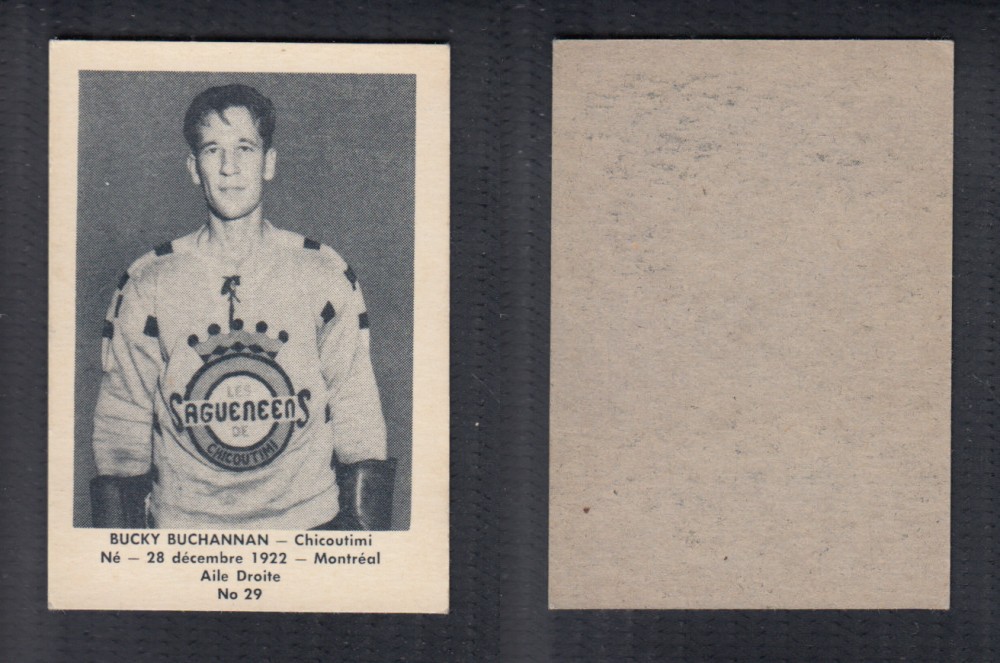 LES
SAGUENEENS
DE
CHICOUTIMI
BUCKY BUCHANNAN — Chicoutimi
Né — 28 décembre 1922 — Montréal
Aile Droite
No 29